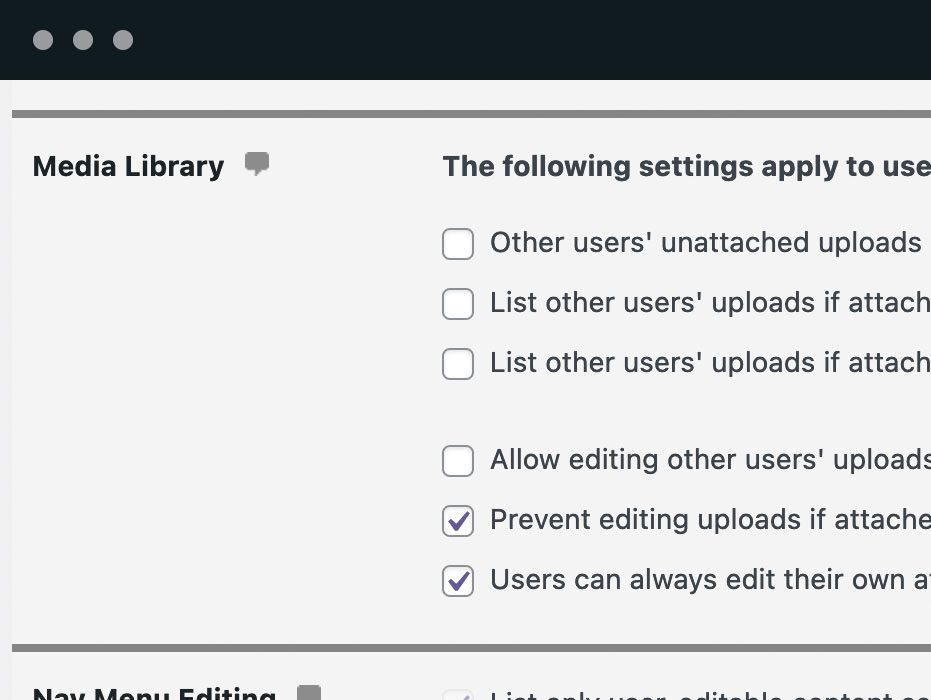 Media Library
The following settings apply to use
Other users' unattached uploads
List other users' uploads if attach
List other users' uploads if attach
Allow editing other users' uploads
Prevent editing uploads if attache
Users can always edit their own a
Nav Menu Editing
List only user-editable content